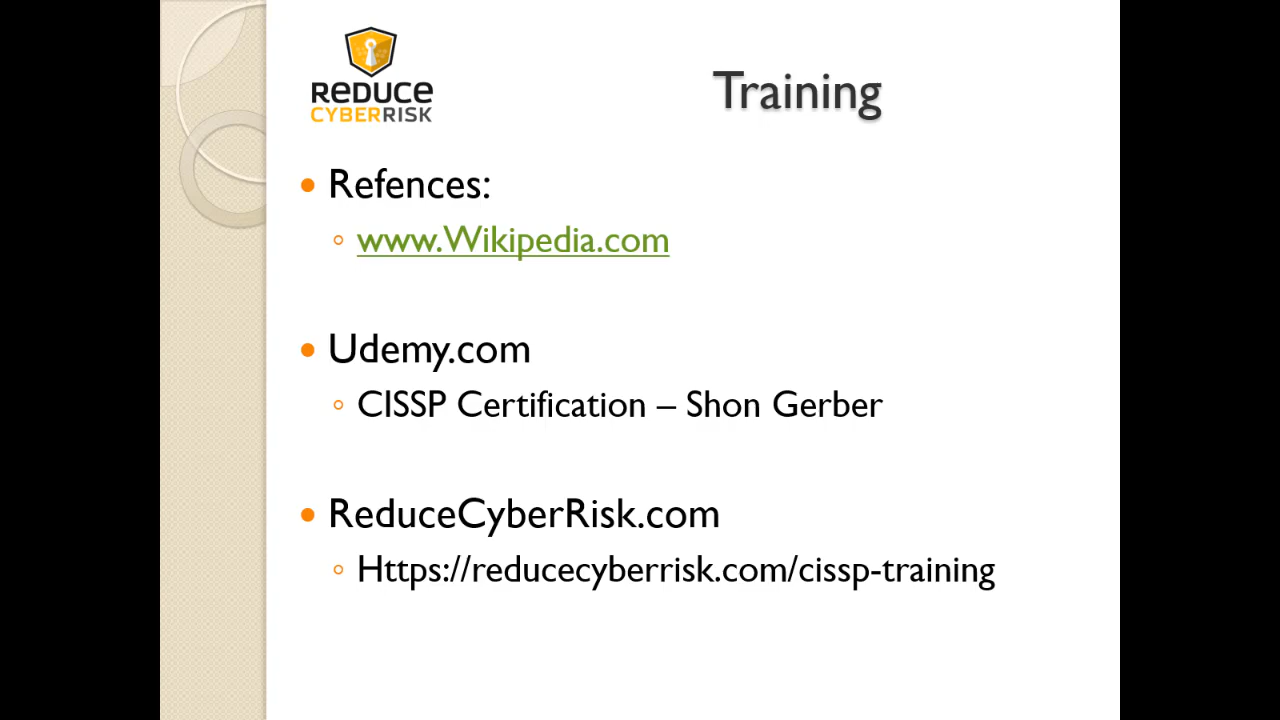 REDUCE
CYBERRISK
Training
Refences:
www.Wikipedia.com
Udemy.com
CISSP Certification – Shon Gerber
ReduceCyberRisk.com
Https://reducecyberrisk.com/cissp-training